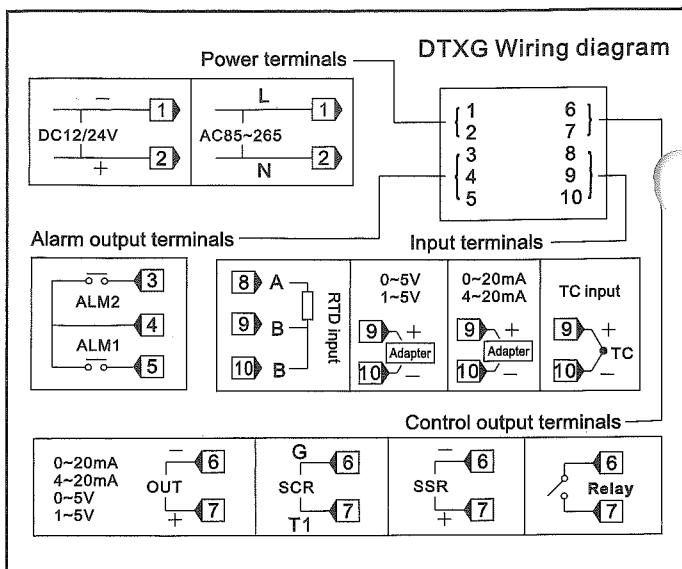 DTXG Wiring diagram
Power terminals
− 1
DC12/24V
+ 2
L 1
AC85~265
N 2
1 6
2 7
3 8
4 9
5 10
Alarm output terminals
Input terminals
3
ALM2
4
ALM1
5
8 A
9 B
10 B
RTD input
0~5V
1~5V
9 +
Adapter
10 −
0~20mA
4~20mA
9 +
Adapter
10 −
TC input
9 +
TC
10 −
Control output terminals
0~20mA
4~20mA
0~5V
1~5V
− 6
OUT
+ 7
G 6
SCR
T1 7
− 6
SSR
+ 7
6
Relay
7